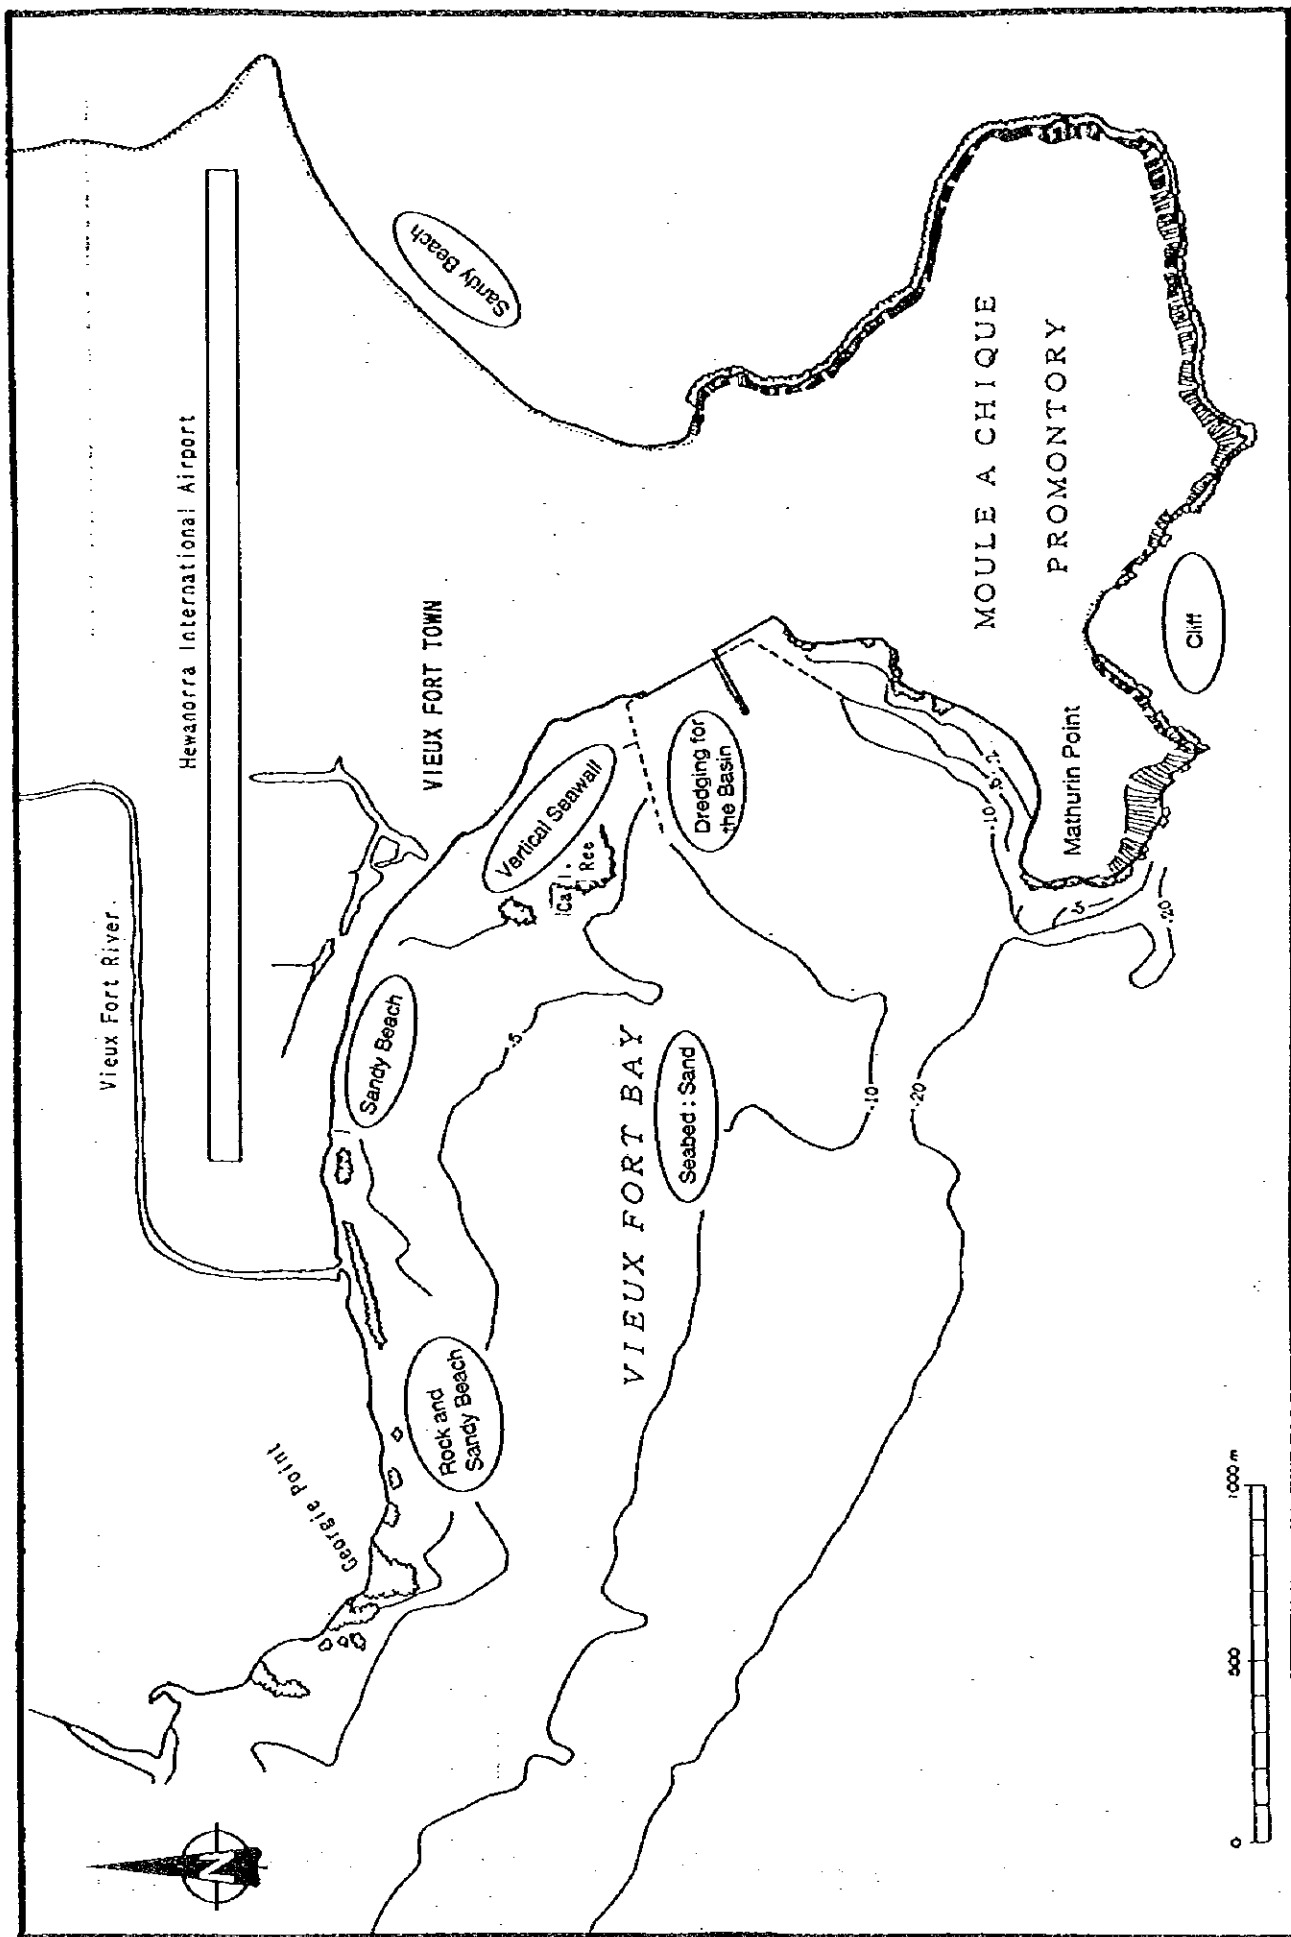 Vieux Fort River.
Hewanorra International Airport
Sandy Beach
VIEUX FORT TOWN
Georgie Point
Sandy Beach
Vertical Seawall
Rock and
Sandy Beach
Dredging for
the Basin
VIEUX FORT BAY
Seabed : Sand
MOULE A CHIQUE
PROMONTORY
Mathurin Point
Cliff
-5
-10
-20
-10
-5
-2
-5
-20
N
0
500
1000 m